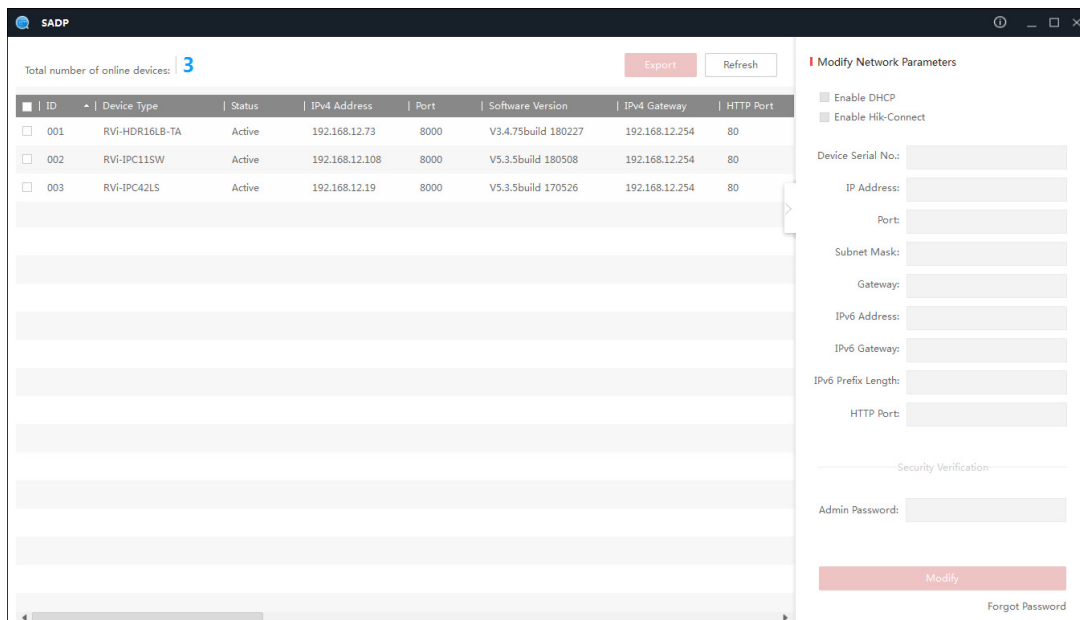 SADP
Total number of online devices: 3
Export
Refresh
ID Device Type Status IPv4 Address Port Software Version IPv4 Gateway HTTP Port
001 RVi-HDR16LB-TA Active 192.168.12.73 8000 V3.4.75build 180227 192.168.12.254 80
002 RVi-IPC11SW Active 192.168.12.108 8000 V5.3.5build 180508 192.168.12.254 80
003 RVi-IPC42LS Active 192.168.12.19 8000 V5.3.5build 170526 192.168.12.254 80
Modify Network Parameters
Enable DHCP
Enable Hik-Connect
Device Serial No.:
IP Address:
Port:
Subnet Mask:
Gateway:
IPv6 Address:
IPv6 Gateway:
IPv6 Prefix Length:
HTTP Port:
Security Verification
Admin Password:
Modify
Forgot Password